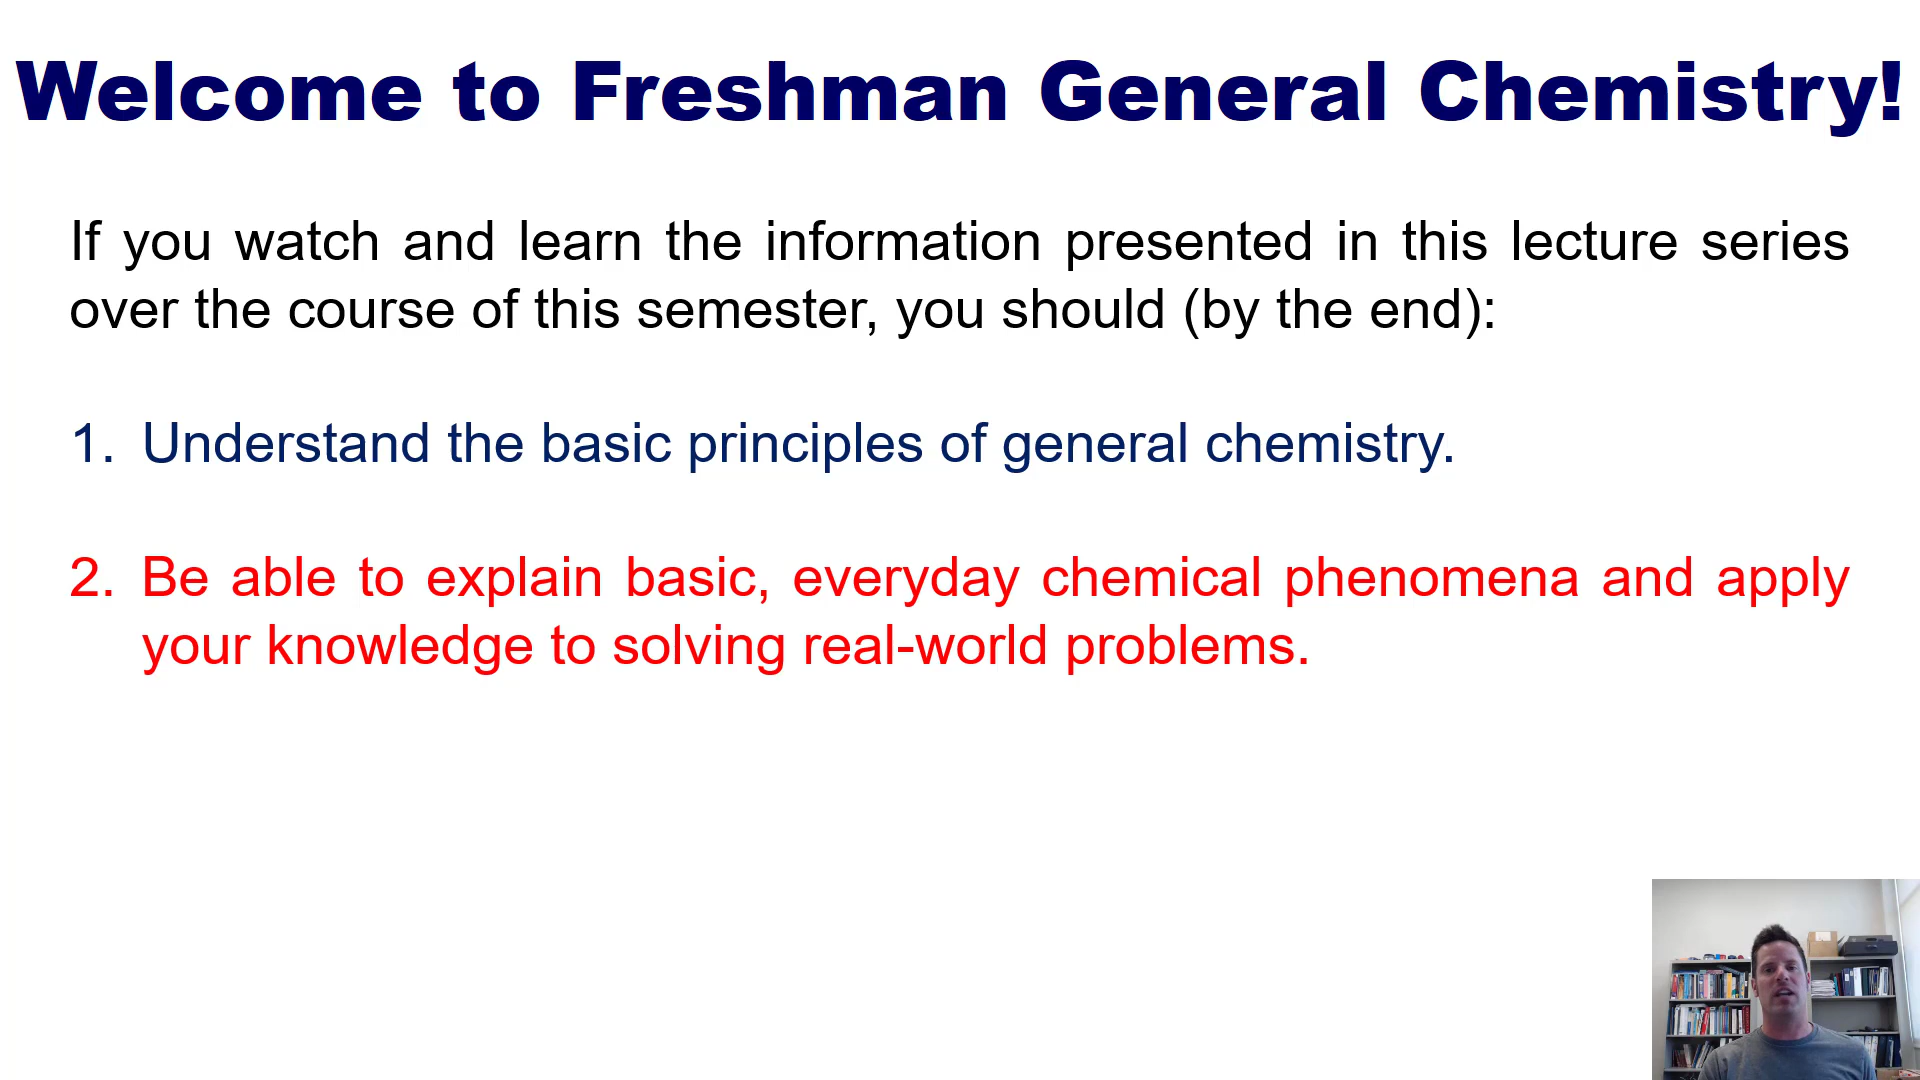 Welcome to Freshman General Chemistry!
If you watch and learn the information presented in this lecture series
over the course of this semester, you should (by the end):
1. Understand the basic principles of general chemistry.
2. Be able to explain basic, everyday chemical phenomena and apply
your knowledge to solving real-world problems.